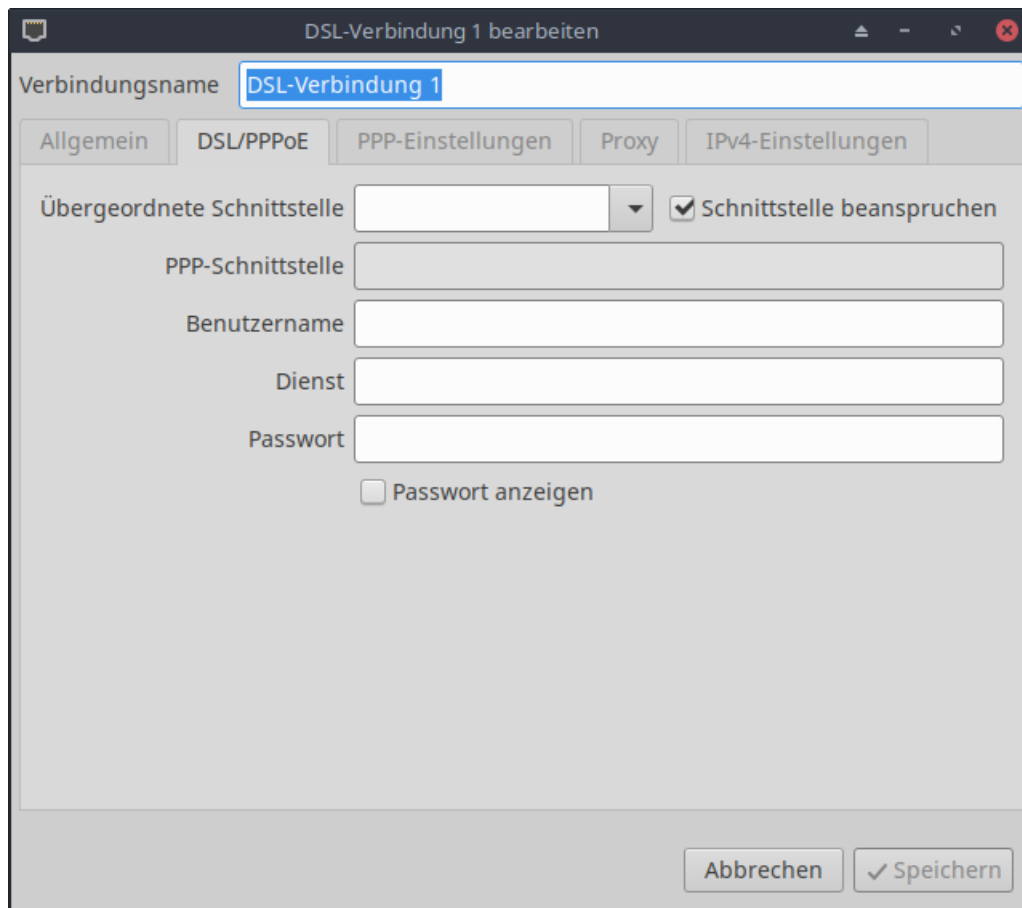 DSL-Verbindung 1 bearbeiten
Verbindungsname DSL-Verbindung 1
Allgemein DSL/PPPoE PPP-Einstellungen Proxy IPv4-Einstellungen
Übergeordnete Schnittstelle Schnittstelle beanspruchen
PPP-Schnittstelle
Benutzername
Dienst
Passwort
Passwort anzeigen
Abbrechen Speichern